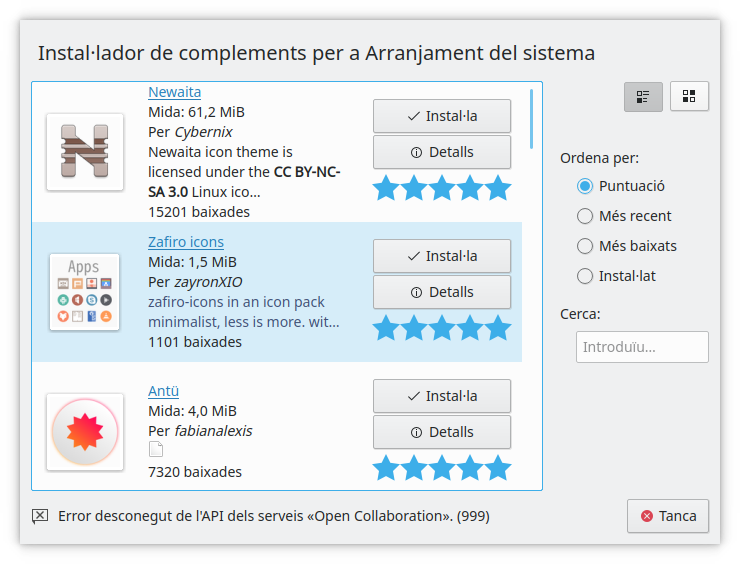 Instal·lador de complements per a Arranjament del sistema
Newaita
Mida: 61,2 MiB
Per Cybernix
Newaita icon theme is
licensed under the CC BY-NC-
SA 3.0 Linux ico...
15201 baixades
Instal·la
Detalls
Apps
Zafiro icons
Mida: 1,5 MiB
Per zayronXIO
zafiro-icons in an icon pack
minimalist, less is more. wit...
1101 baixades
Instal·la
Detalls
Antü
Mida: 4,0 MiB
Per fabianalexis
7320 baixades
Instal·la
Detalls
Ordena per:
Puntuació
Més recent
Més baixats
Instal·lat
Cerca:
Introduïu...
Error desconegut de l'API dels serveis «Open Collaboration». (999)
Tanca